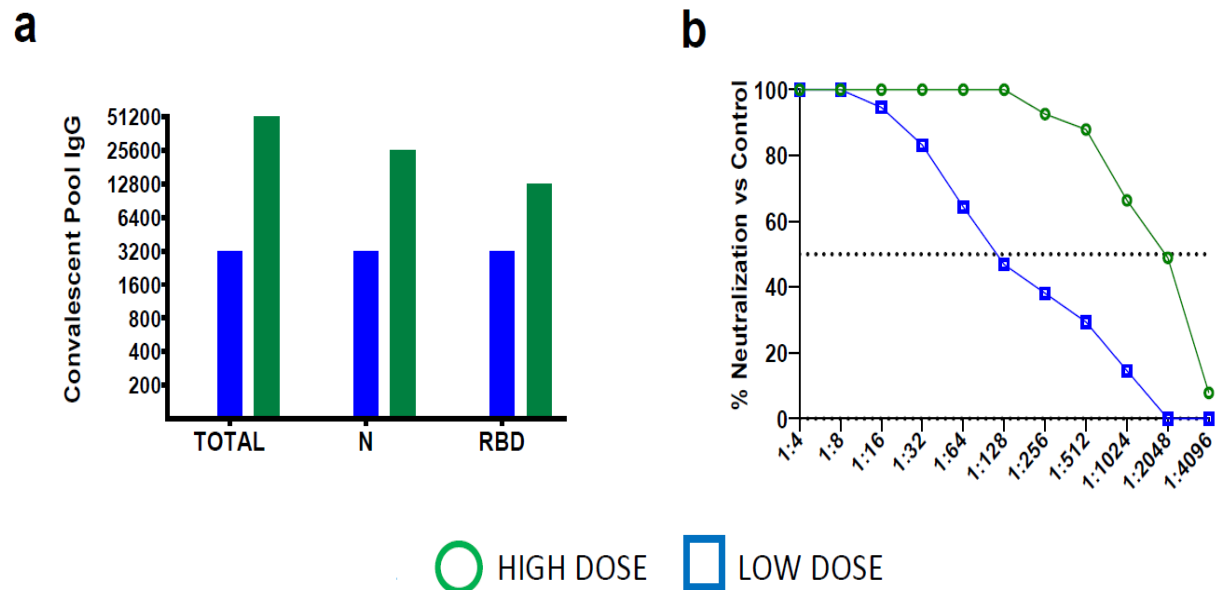 a
Convalescent Pool IgG
51200
25600
12800
6400
3200
1600
800
400
200
TOTAL N RBD
b
% Neutralization vs Control
100
80
60
40
20
0
1:4 1:8 1:16 1:32 1:64 1:128 1:256 1:512 1:1024 1:2048 1:4096
HIGH DOSE LOW DOSE